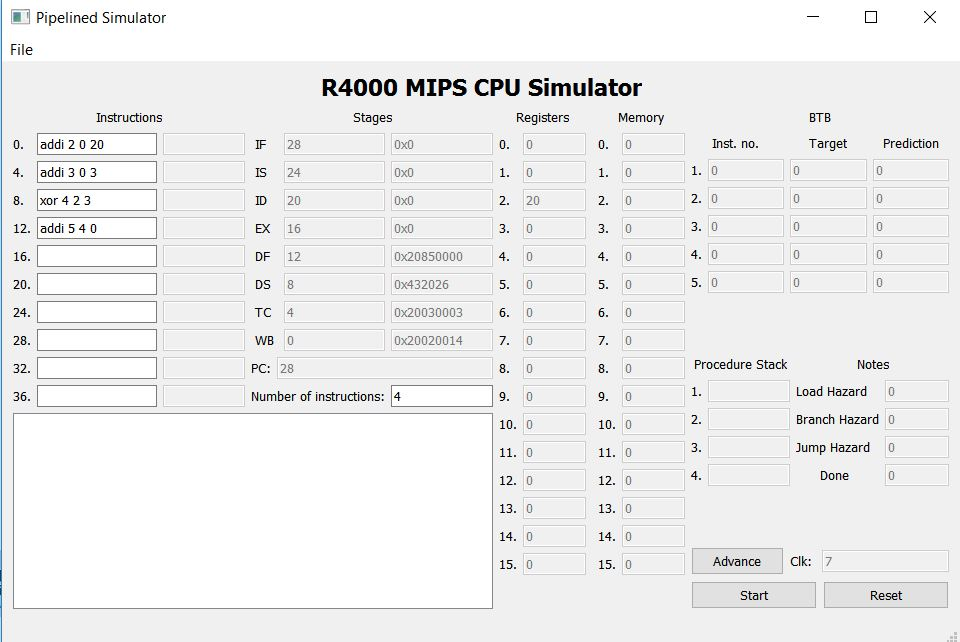 Pipelined Simulator
File
R4000 MIPS CPU Simulator
Instructions Stages Registers Memory BTB
Inst. no. Target Prediction
0. addi 2 0 20 IF 28 0x0 0. 0 0. 0
4. addi 3 0 3 IS 24 0x0 1. 0 1. 0 1. 0 0 0
8. xor 4 2 3 ID 20 0x0 2. 20 2. 0 2. 0 0 0
12. addi 5 4 0 EX 16 0x0 3. 0 3. 0 3. 0 0 0
16. DF 12 0x20850000 4. 0 4. 0 4. 0 0 0
20. DS 8 0x432026 5. 0 5. 0 5. 0 0 0
24. TC 4 0x20030003 6. 0 6. 0
28. WB 0 0x20020014 7. 0 7. 0
32. PC: 28 8. 0 8. 0 Procedure Stack Notes
36. Number of instructions: 4 9. 0 9. 0 1. Load Hazard 0
10. 0 10. 0 2. Branch Hazard 0
11. 0 11. 0 3. Jump Hazard 0
12. 0 12. 0 4. Done 0
13. 0 13. 0
14. 0 14. 0
15. 0 15. 0 Advance Clk: 7
Start Reset